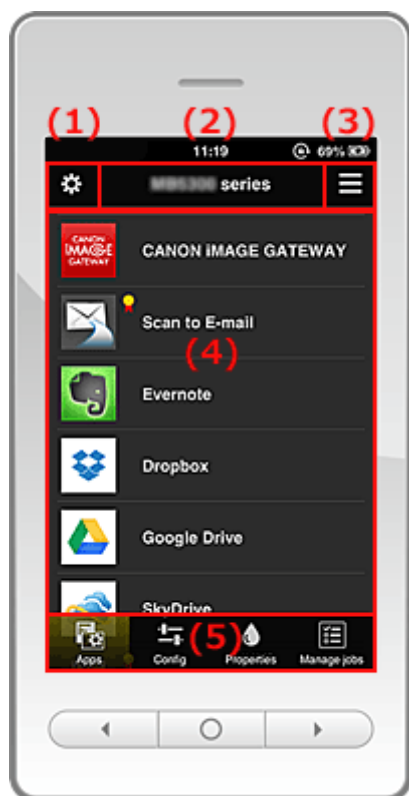 (1) (2) (3)
11:19 69%
series
CANON iMAGE GATEWAY
CANON iMAGE GATEWAY
Scan to E-mail
(4)
Evernote
Dropbox
Google Drive
SkyDrive
(5)
Apps Config Properties Manage jobs